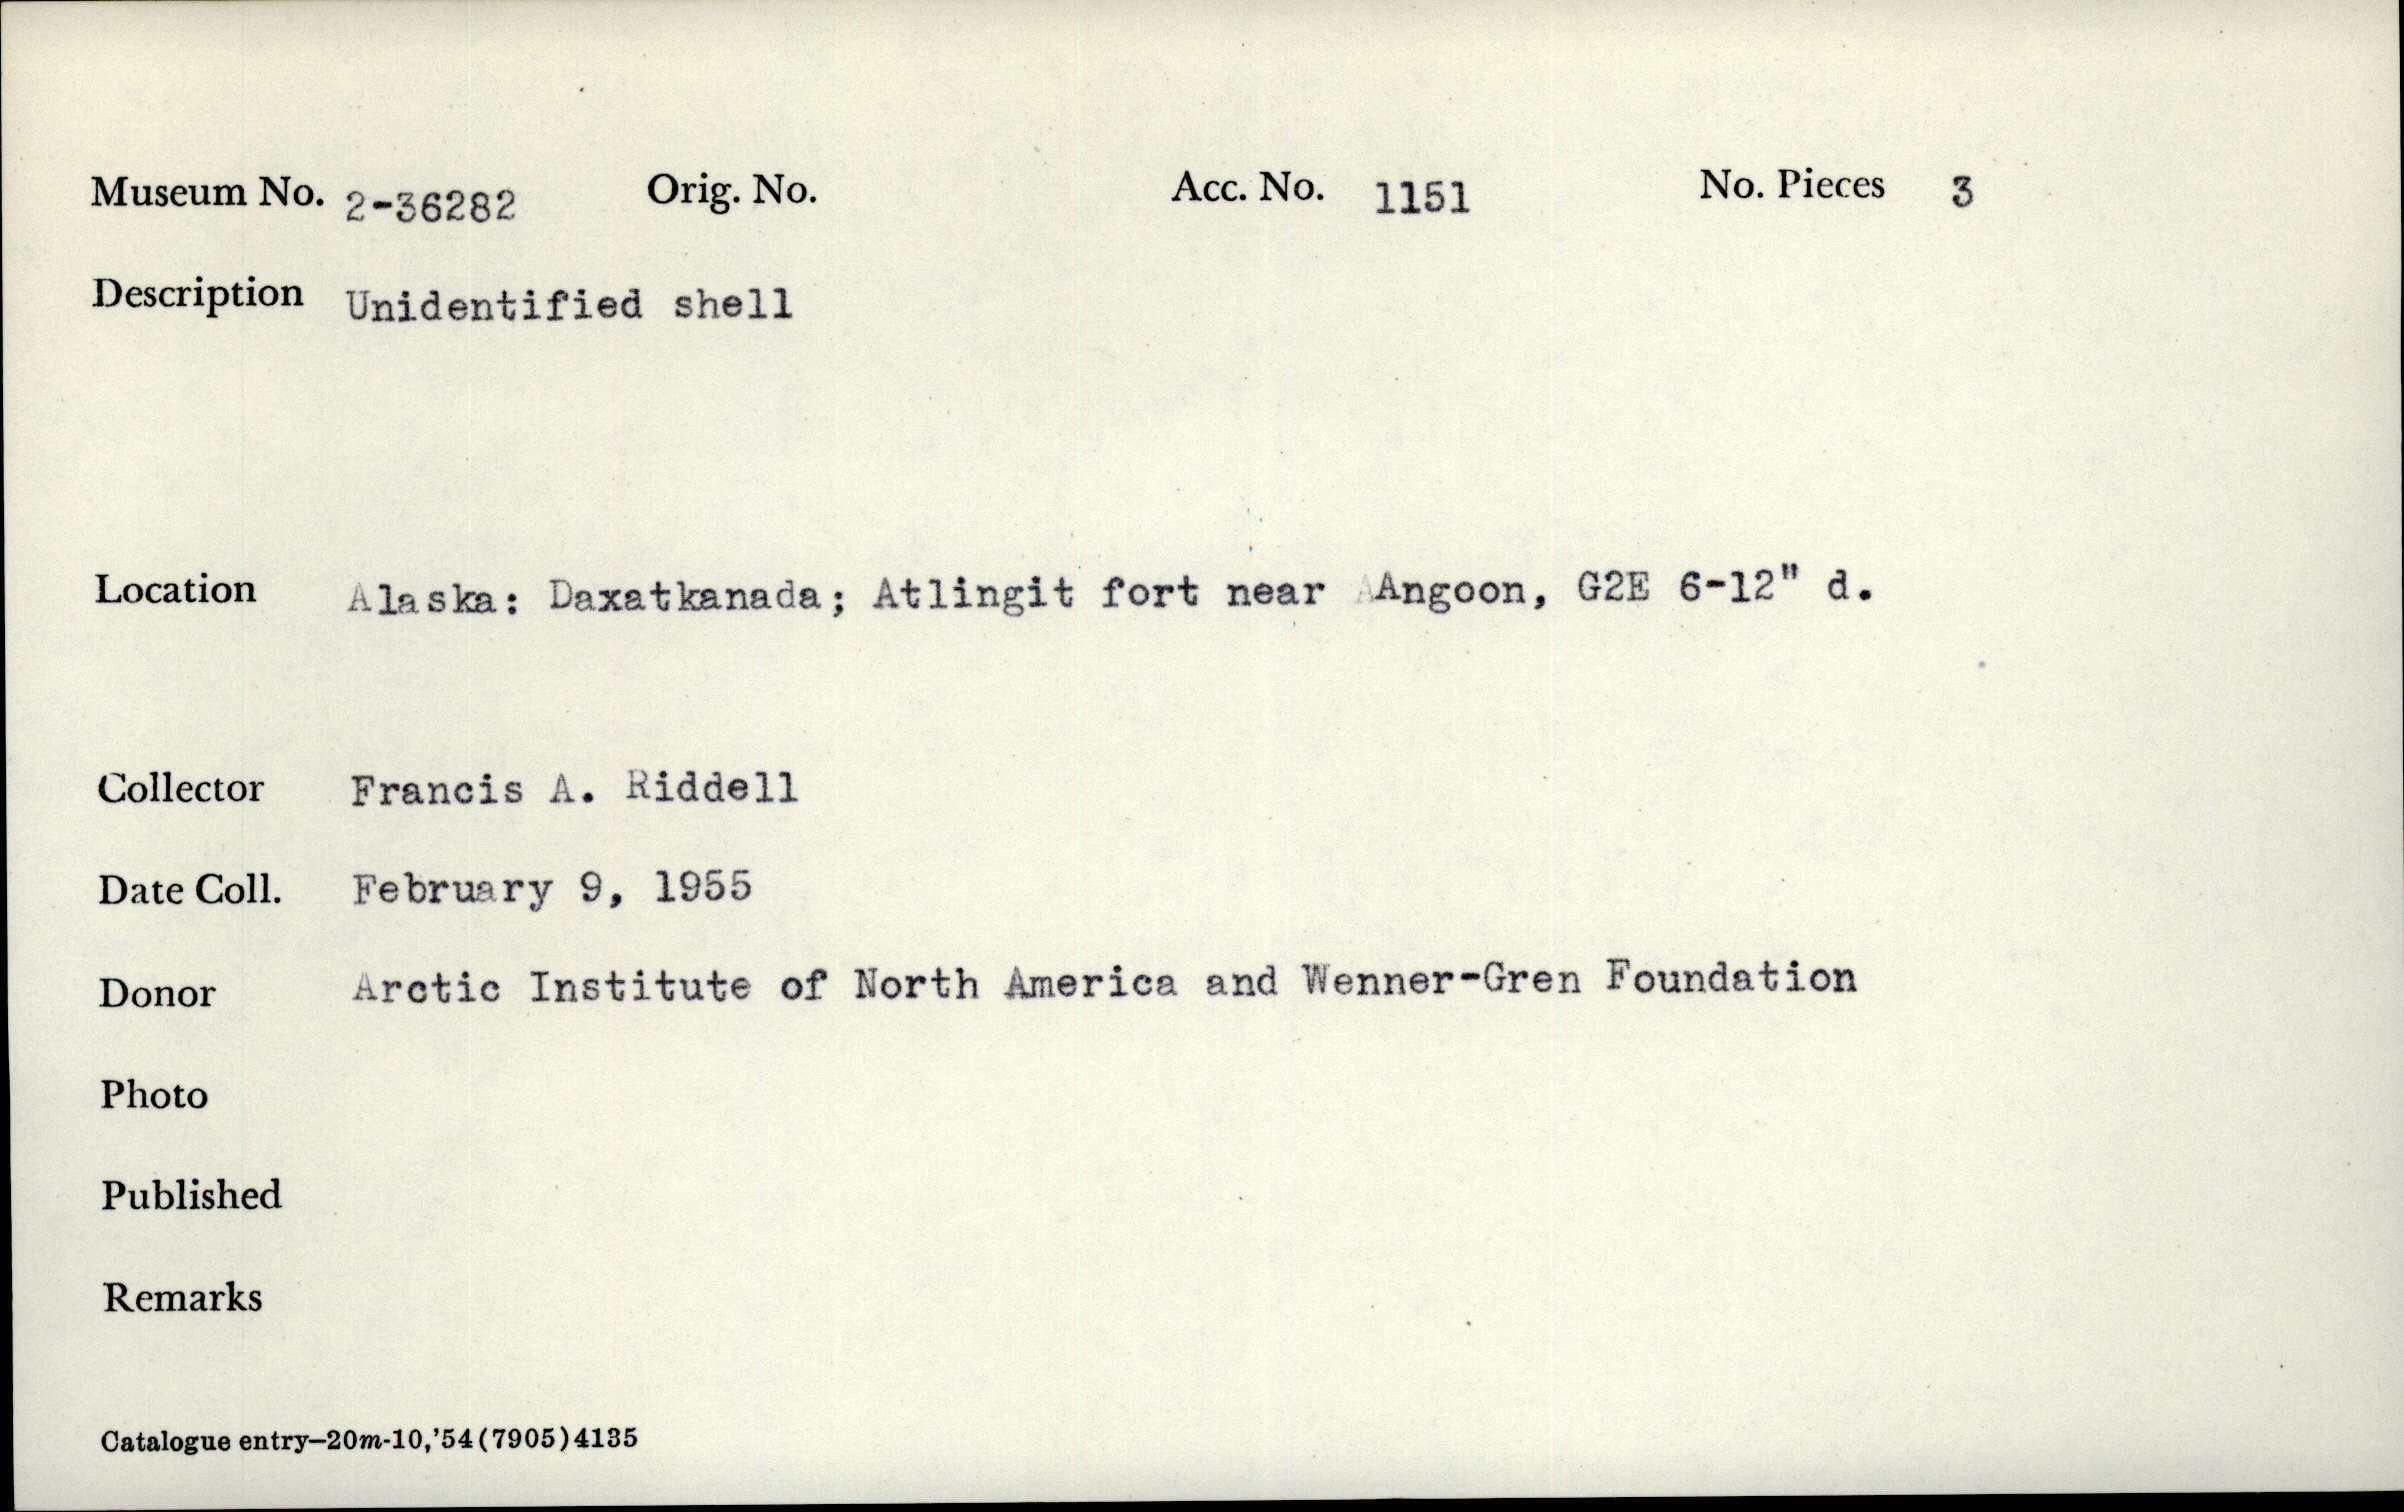 Museum No. 2-36282 Orig. No. Acc. No. 1151 No. Pieces 3
Description Unidentified shell
Location Alaska: Daxatkanada; Atlingit fort near Angoon, G2E 6-12" d.
Collector Francis A. Riddell
Date Coll. February 9, 1955
Donor Arctic Institute of North America and Wenner-Gren Foundation
Photo
Published
Remarks
Catalogue entry—20m-10,'54(7905)4135